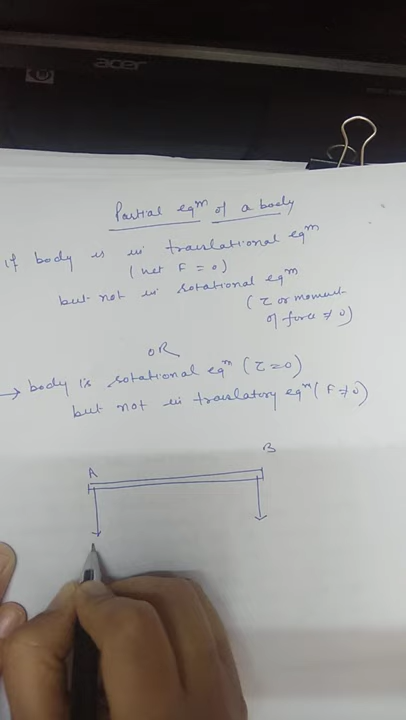 acer
Partial eqm of a body
if body is in translational eqm
(net F = 0)
but not in rotational eqm
(τ or moment
of force ≠ 0)
OR
→ body is rotational eqm (τ = 0)
but not in translatory eqm (F ≠ 0)
A B